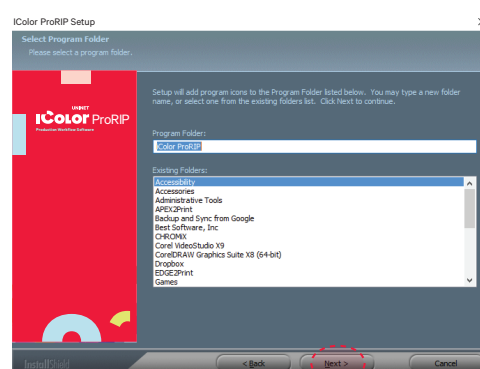 IColor ProRIP Setup
Select Program Folder
Please select a program folder.
UNINET
IColor ProRIP
Production Workflow Software
Setup will add program icons to the Program Folder listed below. You may type a new folder
name, or select one from the existing folders list. Click Next to continue.
Program Folder:
IColor ProRIP
Existing Folders:
Accessibility
Accessories
Administrative Tools
APEX2Print
Backup and Sync from Google
Best Software, Inc
CHROMiX
Corel VideoStudio X9
CorelDRAW Graphics Suite X8 (64-bit)
Dropbox
EDGE2Print
Games
InstallShield
< Back
Next >
Cancel